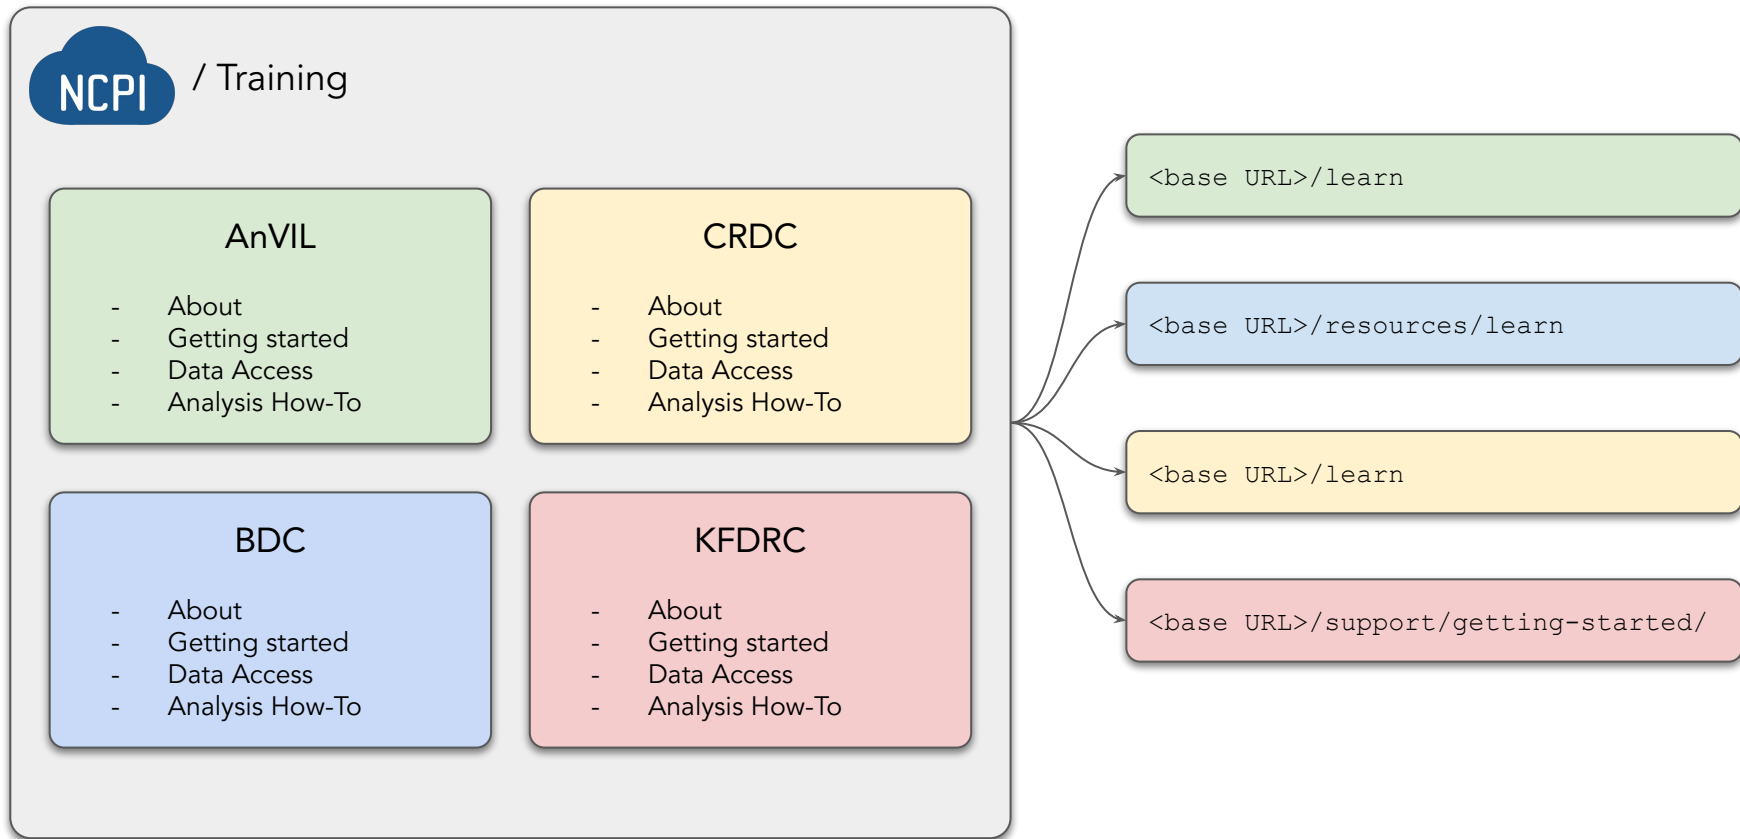 NCPI / Training
AnVIL
- About
- Getting started
- Data Access
- Analysis How-To
CRDC
- About
- Getting started
- Data Access
- Analysis How-To
BDC
- About
- Getting started
- Data Access
- Analysis How-To
KFDRC
- About
- Getting started
- Data Access
- Analysis How-To
<base URL>/learn
<base URL>/resources/learn
<base URL>/learn
<base URL>/support/getting-started/